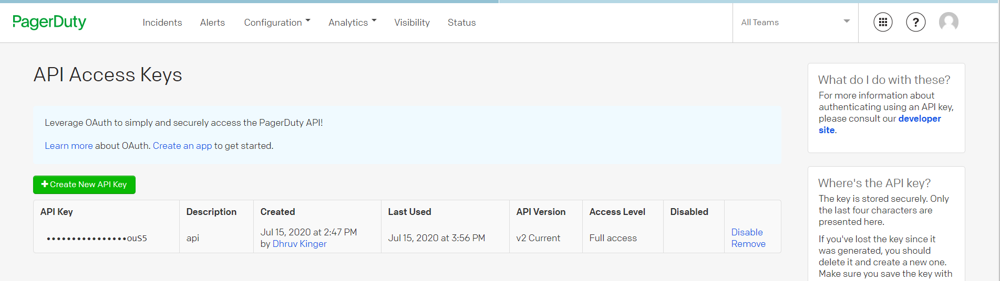 PagerDuty
Incidents Alerts Configuration Analytics Visibility Status
All Teams
?
API Access Keys
Leverage OAuth to simply and securely access the PagerDuty API!
Learn more about OAuth. Create an app to get started.
+ Create New API Key
API Key Description Created Last Used API Version Access Level Disabled
••••••••••••••••ouS5 api Jul 15, 2020 at 2:47 PM Jul 15, 2020 at 3:56 PM v2 Current Full access Disable
by Dhruv Kinger Remove
What do I do with these?
For more information about
authenticating using an API key,
please consult our developer
site.
Where's the API key?
The key is stored securely. Only
the last four characters are
presented here.
If you've lost the key since it
was generated, you should
delete it and create a new one.
Make sure you save the key with